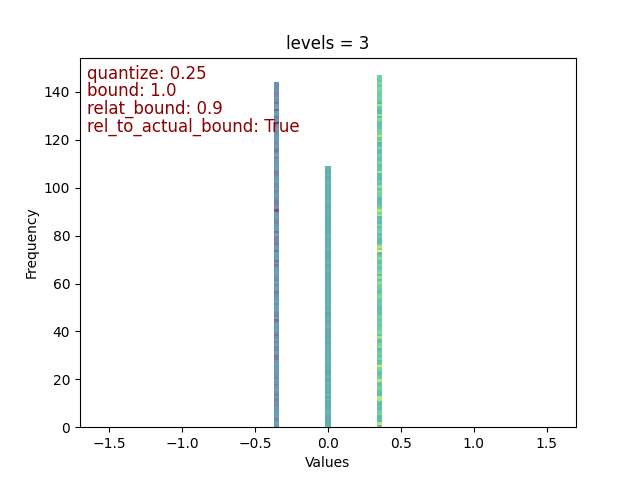 levels = 3
quantize: 0.25
bound: 1.0
relat_bound: 0.9
rel_to_actual_bound: True
140
120
100
80
60
40
20
0
Frequency
−1.5 −1.0 −0.5 0.0 0.5 1.0 1.5
Values